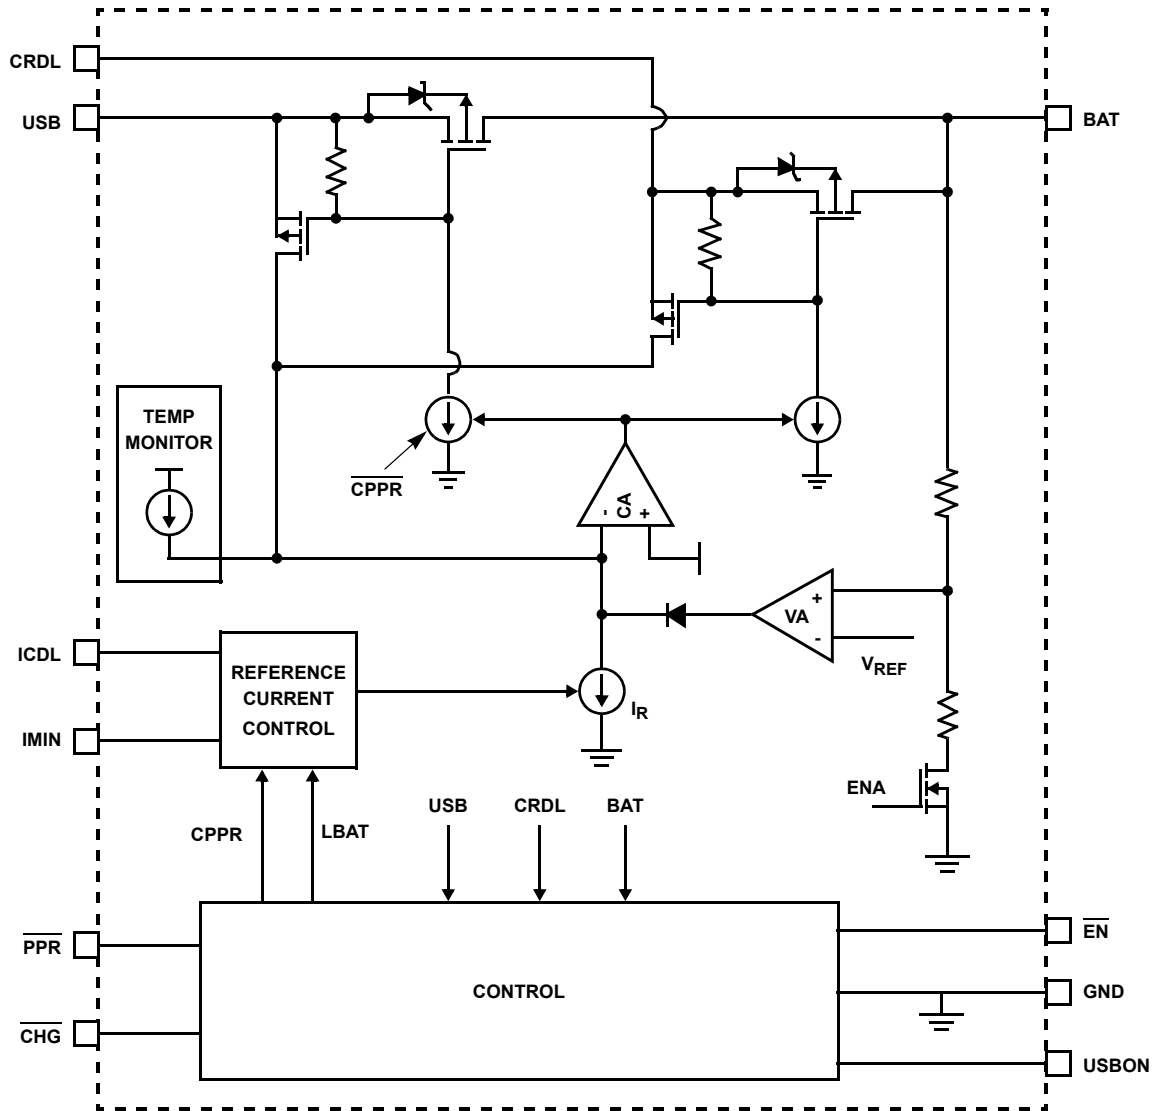 CRDL
USB
BAT
TEMP
MONITOR
CPPR
- CA +
+
VA
-
VREF
ICDL
IMIN
REFERENCE
CURRENT
CONTROL
IR
ENA
CPPR
LBAT
USB
CRDL
BAT
PPR
CHG
CONTROL
EN
GND
USBON